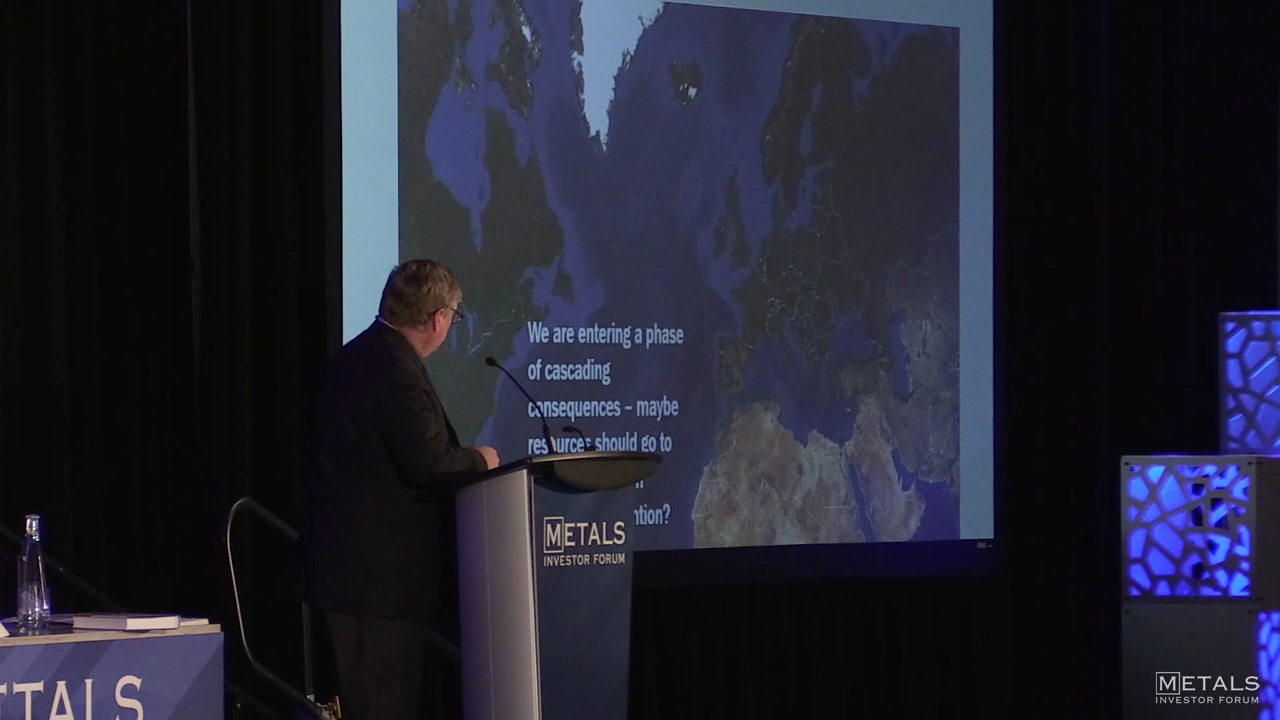 We are entering a phase
of cascading
consequences – maybe
resources should go to
ntion?
METALS
INVESTOR FORUM
ETALS
METALS
INVESTOR FORUM